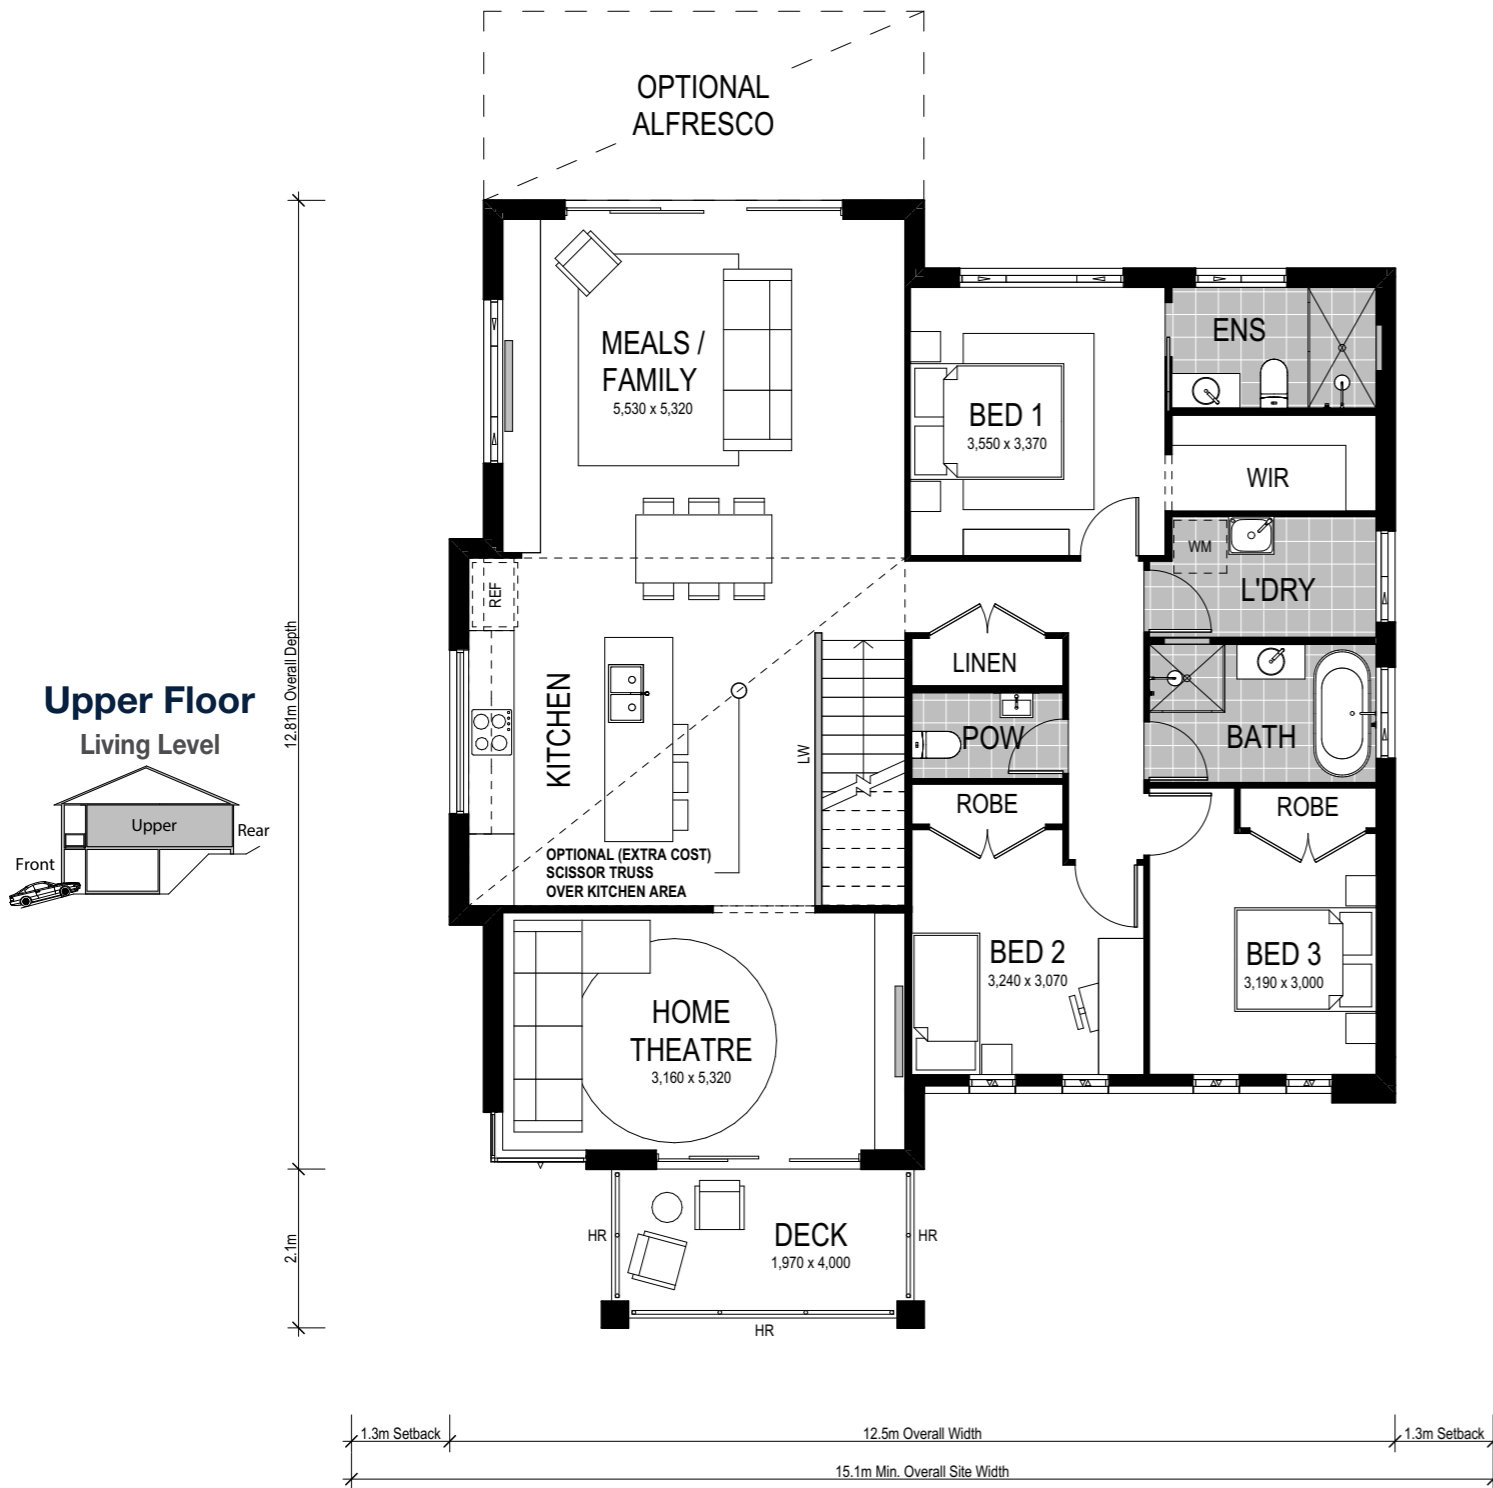 OPTIONAL
ALFRESCO
MEALS /
FAMILY
5,530 x 5,320
ENS
BED 1
3,550 x 3,370
WIR
WM
L'DRY
REF
12.81m Overall Depth
LINEN
Upper Floor
Living Level
Upper
Rear
Front
KITCHEN
LW
POW
BATH
ROBE
ROBE
OPTIONAL (EXTRA COST)
SCISSOR TRUSS
OVER KITCHEN AREA
BED 2
3,240 x 3,070
BED 3
3,190 x 3,000
HOME
THEATRE
3,160 x 5,320
2.1m
HR
DECK
1,970 x 4,000
HR
HR
1.3m Setback
12.5m Overall Width
1.3m Setback
15.1m Min. Overall Site Width